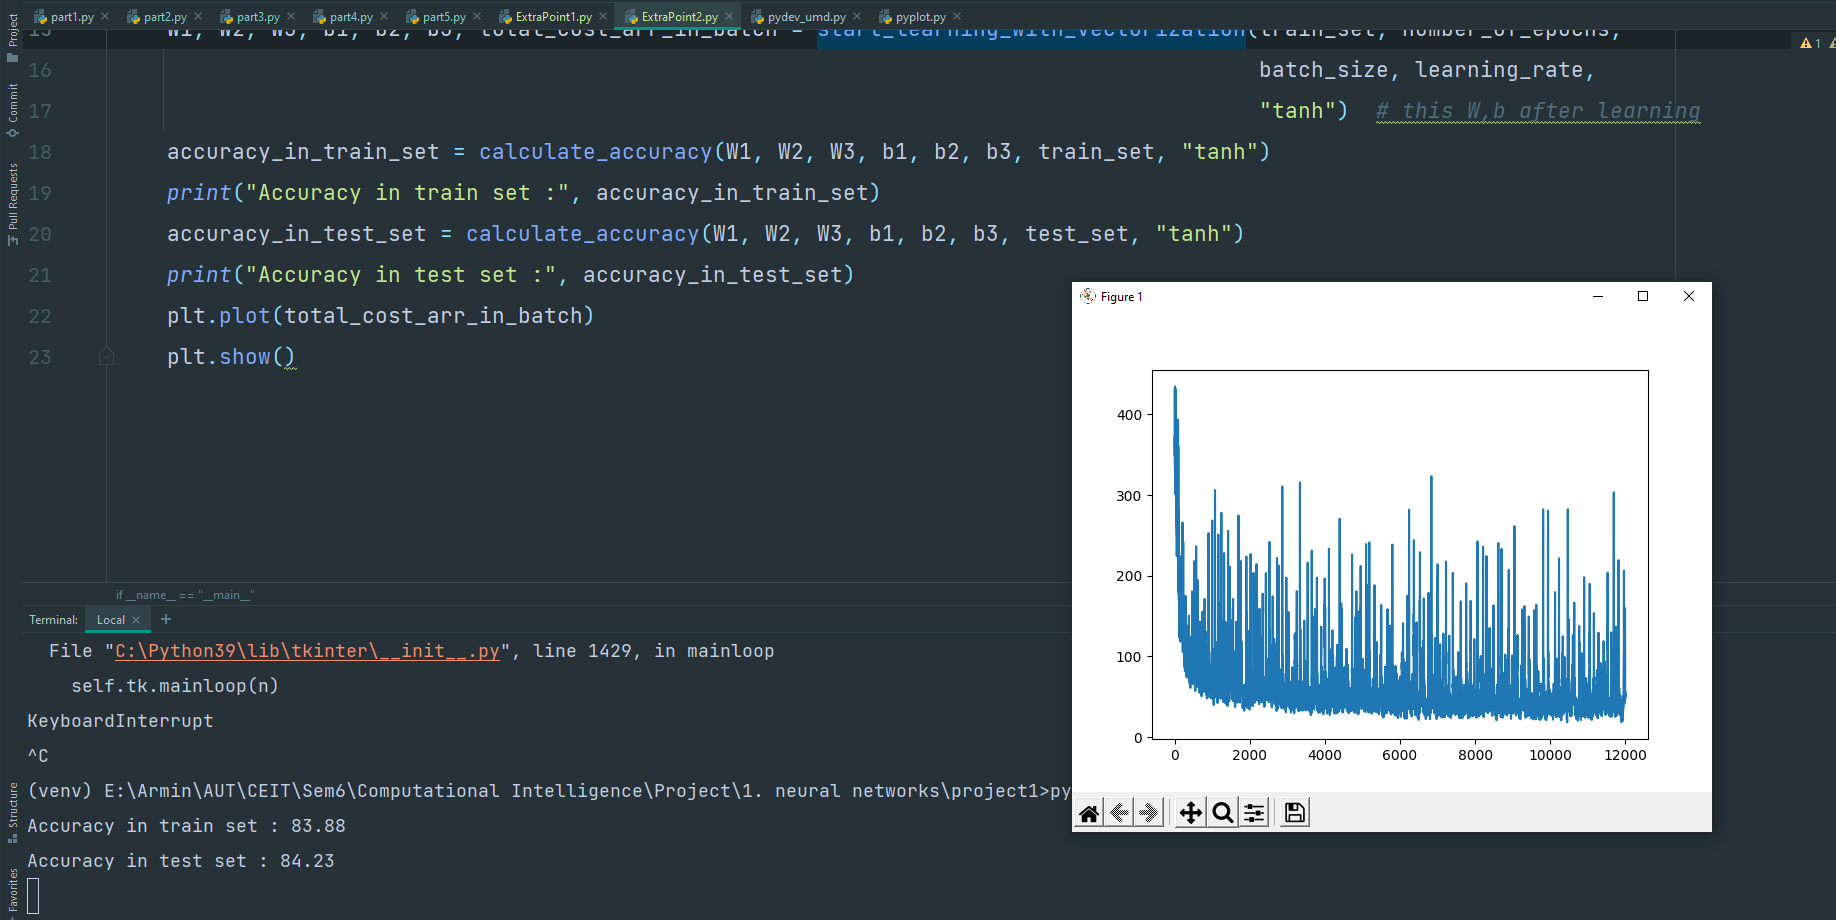 part1.py part2.py part3.py part4.py part5.py ExtraPoint1.py ExtraPoint2.py pydev_umd.py pyplot.py
Project
Commit
Pull Requests
Structure
Favorites
15 W1, W2, W3, b1, b2, b3, total_cost_arr_in_batch = start_learning_with_vectorization(train_set, number_of_epochs,
1
16 batch_size, learning_rate,
17 "tanh") # this W,b after learning
18 accuracy_in_train_set = calculate_accuracy(W1, W2, W3, b1, b2, b3, train_set, "tanh")
19 print("Accuracy in train set :", accuracy_in_train_set)
20 accuracy_in_test_set = calculate_accuracy(W1, W2, W3, b1, b2, b3, test_set, "tanh")
21 print("Accuracy in test set :", accuracy_in_test_set)
22 plt.plot(total_cost_arr_in_batch)
23 plt.show()
if __name__ == "__main__"
Terminal: Local +
File "C:\Python39\lib\tkinter\__init__.py", line 1429, in mainloop
self.tk.mainloop(n)
KeyboardInterrupt
^C
(venv) E:\Armin\AUT\CEIT\Sem6\Computational Intelligence\Project\1. neural networks\project1>py
Accuracy in train set : 83.88
Accuracy in test set : 84.23
Figure 1
400
300
200
100
0
0 2000 4000 6000 8000 10000 12000